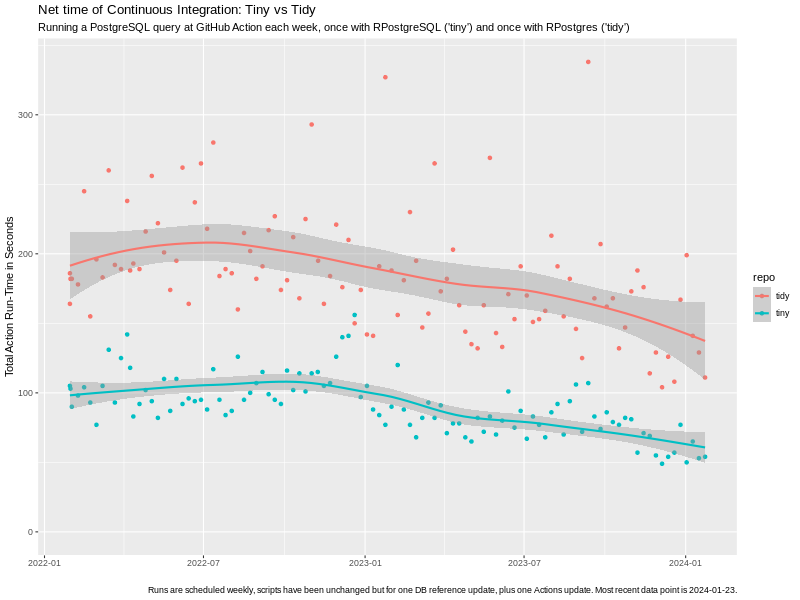 Net time of Continuous Integration: Tiny vs Tidy
Running a PostgreSQL query at GitHub Action each week, once with RPostgreSQL ('tiny') and once with RPostgres ('tidy')
Total Action Run-Time in Seconds
300
200
100
0
2022-01
2022-07
2023-01
2023-07
2024-01
repo
tidy
tiny
Runs are scheduled weekly, scripts have been unchanged but for one DB reference update, plus one Actions update. Most recent data point is 2024-01-23.